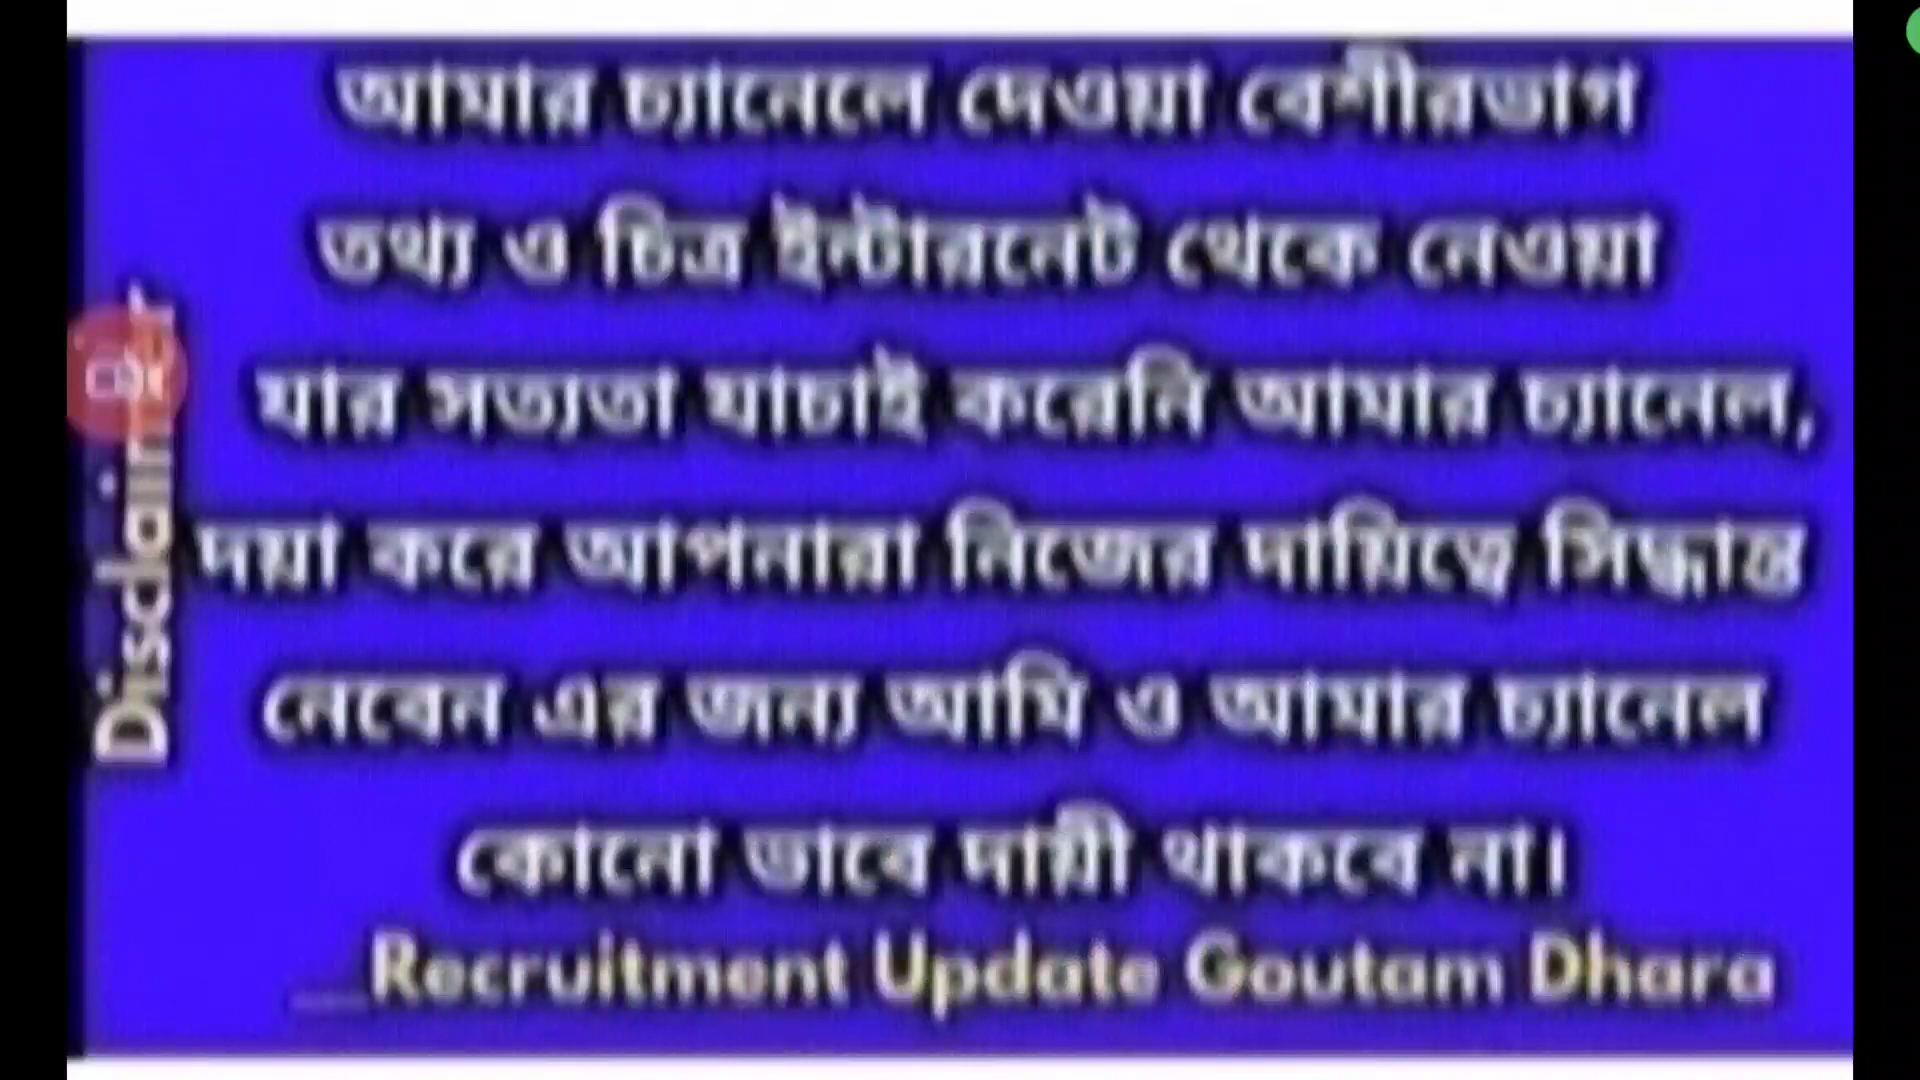 আমার চ্যানেলে দেওয়া বেশীরভাগ
তথ্য ও চিত্র ইন্টারনেট থেকে নেওয়া
যার সত্যতা যাচাই করেনি আমার চ্যানেল,
দয়া করে আপনারা নিজের দায়িত্বে সিদ্ধান্ত
নেবেন এর জন্য আমি ও আমার চ্যানেল
কোনো ভাবে দায়ী থাকবে না।
__Recruitment Update Goutam Dhara
Disclaimer